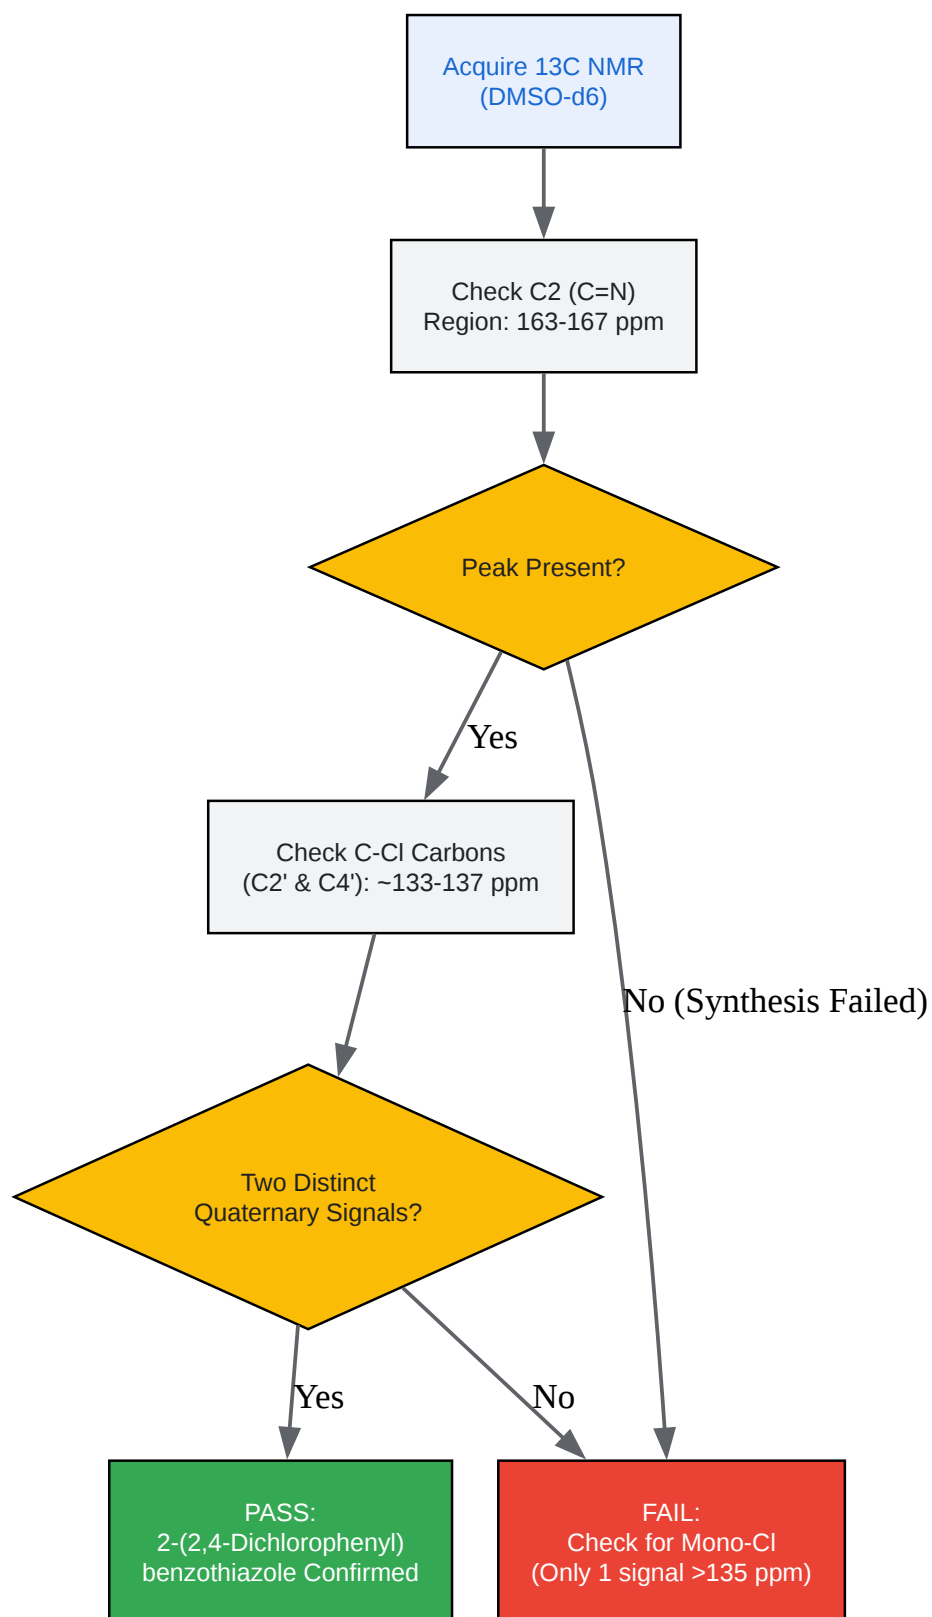 Acquire 13C NMR
(DMSO-d6)
Check C2 (C=N)
Region: 163-167 ppm
Peak Present?
Yes
Check C-Cl Carbons
(C2' & C4'): ~133-137 ppm
No (Synthesis Failed)
Two Distinct
Quaternary Signals?
Yes
No
PASS:
2-(2,4-Dichlorophenyl)
benzothiazole Confirmed
FAIL:
Check for Mono-Cl
(Only 1 signal >135 ppm)